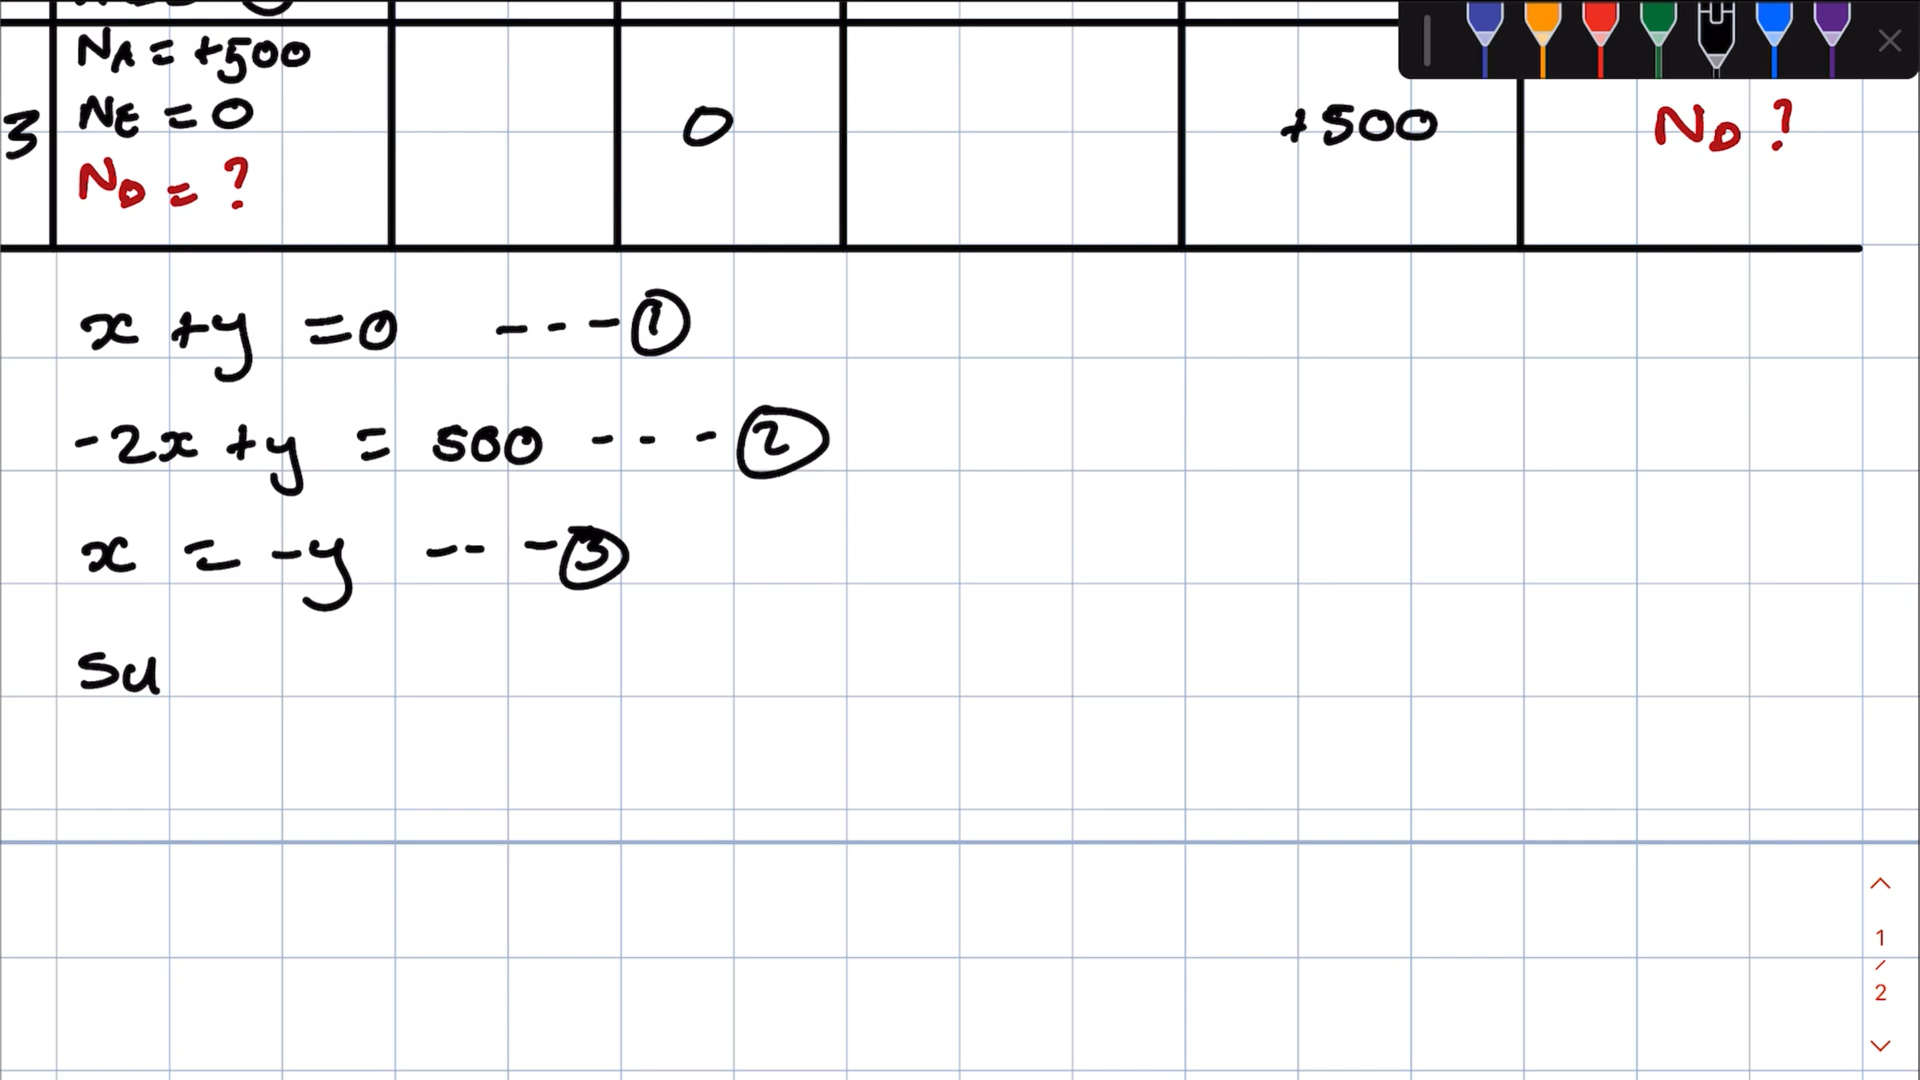 NA = +500
NE = 0
3
0
+500
ND ?
ND = ?
x + y = 0 --- ①
-2x + y = 500 --- ②
x = -y --- ③
Su
1
/
2